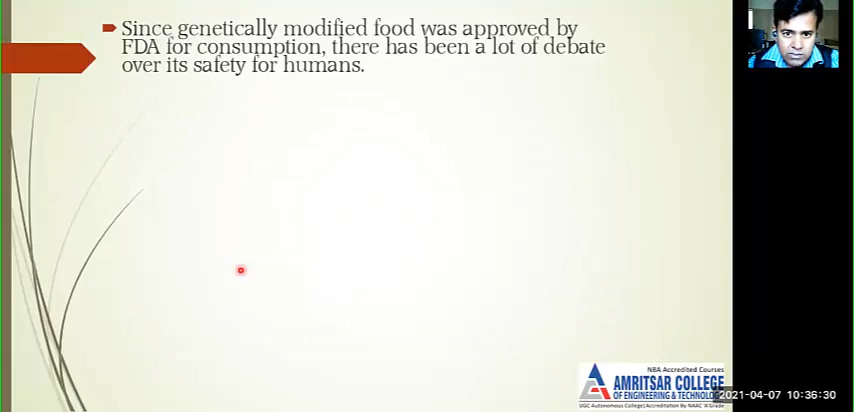 Since genetically modified food was approved by
FDA for consumption, there has been a lot of debate
over its safety for humans.
NBA Accredited Courses
AMRITSAR COLLEGE
OF ENGINEERING & TECHNOLOG
2021-04-07 10:36:30
UGC Autonomous College|Accreditation By NAAC 'A'Grade